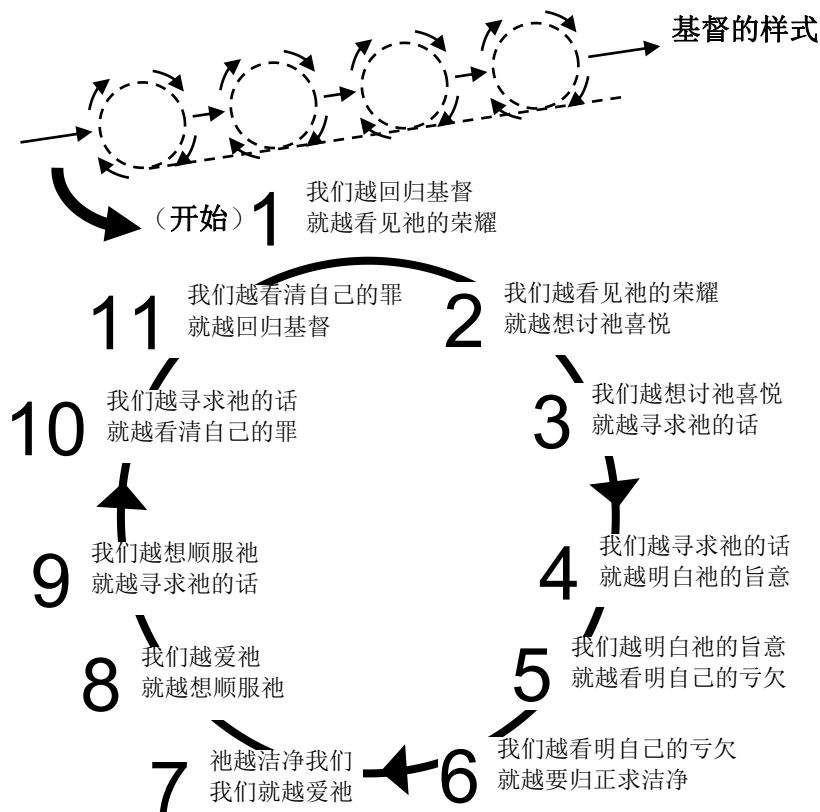 基督的样式
（开始）1
我们越回归基督
就越看见祂的荣耀
2
我们越看见祂的荣耀
就越想讨祂喜悦
3
我们越想讨祂喜悦
就越寻求祂的话
4
我们越寻求祂的话
就越明白祂的旨意
5
我们越明白祂的旨意
就越看明自己的亏欠
6
我们越看明自己的亏欠
就越要归正求洁净
7
祂越洁净我们
我们就越爱祂
8
我们越爱祂
就越想顺服祂
9
我们越想顺服祂
就越寻求祂的话
10
我们越寻求祂的话
就越看清自己的罪
11
我们越看清自己的罪
就越回归基督